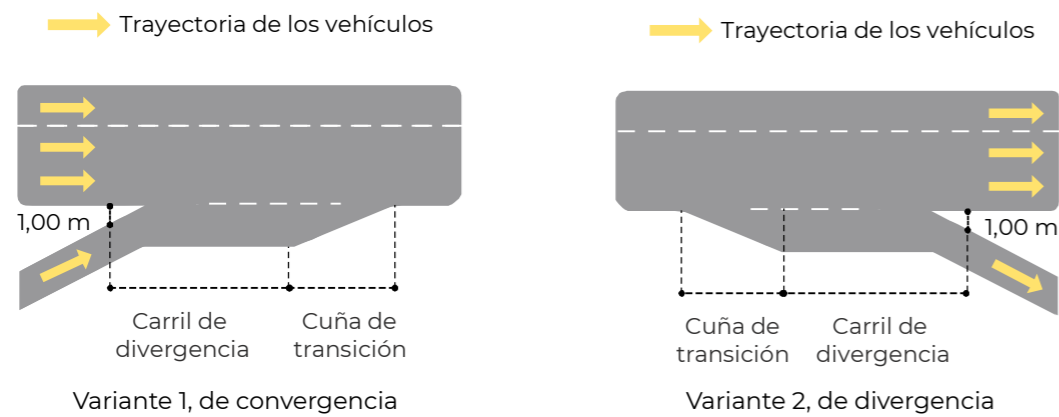 Trayectoria de los vehículos
1,00 m
Carril de
divergencia
Cuña de
transición
Variante 1, de convergencia
Trayectoria de los vehículos
1,00 m
Cuña de
transición
Carril de
divergencia
Variante 2, de divergencia